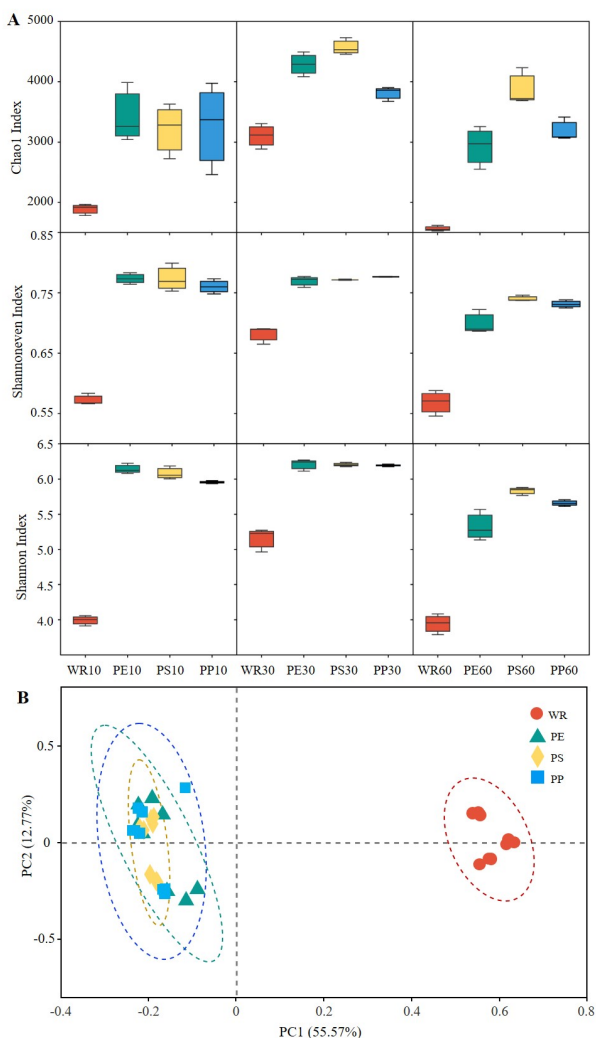 A
Chao1 Index
5000
4000
3000
2000
Shannoneven Index
0.85
0.75
0.65
0.55
Shannon Index
6.5
6.0
5.5
5.0
4.5
4.0
WR10 PE10 PS10 PP10 WR30 PE30 PS30 PP30 WR60 PE60 PS60 PP60
B
WR
PE
PS
PP
PC2 (12.77%)
0.5
0
-0.5
-0.4 -0.2 0 0.2 0.4 0.6 0.8
PC1 (55.57%)